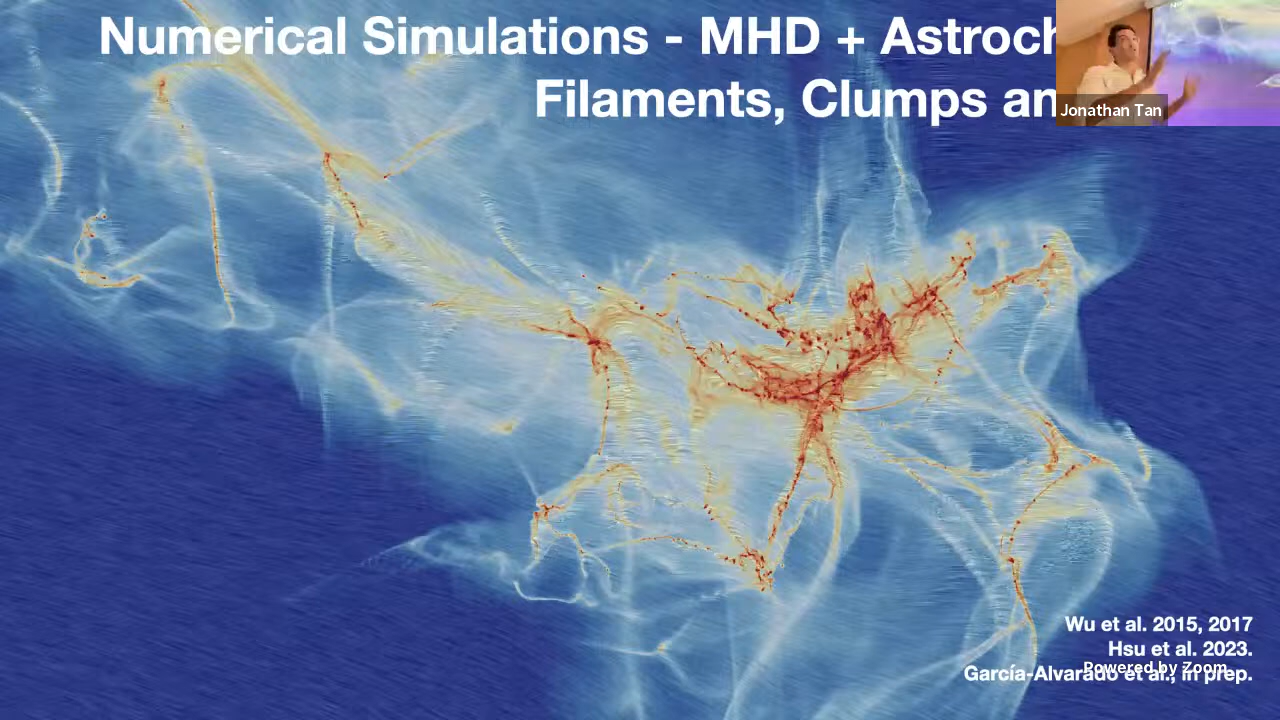 Numerical Simulations - MHD + Astroch
Filaments, Clumps an
Jonathan Tan
Wu et al. 2015, 2017
Hsu et al. 2023.
García-Alvarado et al., in prep.
Powered by Zoom